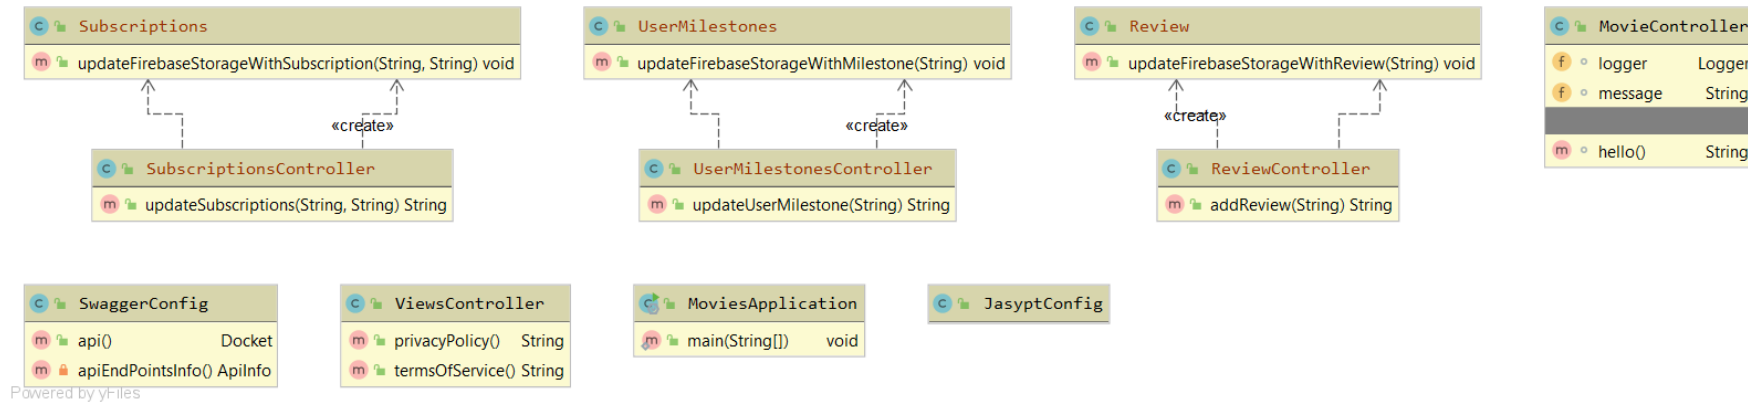 Subscriptions
updateFirebaseStorageWithSubscription(String, String) void
UserMilestones
updateFirebaseStorageWithMilestone(String) void
Review
updateFirebaseStorageWithReview(String) void
MovieController
logger Logger
message String
hello() String
«create»
«create»
«create»
SubscriptionsController
updateSubscriptions(String, String) String
UserMilestonesController
updateUserMilestone(String) String
ReviewController
addReview(String) String
SwaggerConfig
api() Docket
apiEndPointsInfo() ApiInfo
ViewsController
privacyPolicy() String
termsOfService() String
MoviesApplication
main(String[]) void
JasyptConfig
Powered by yFiles